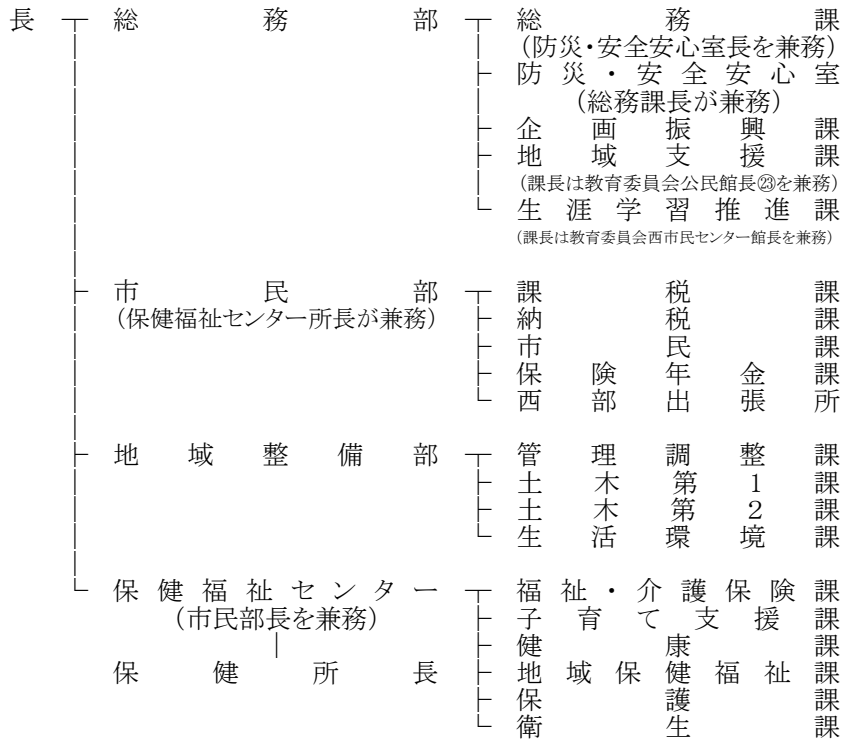 長 総務部 総務課
(防災・安全安心室長を兼務)
防災・安全安心室
(総務課長が兼務)
企画振興課
地域支援課
(課長は教育委員会公民館長㉓を兼務)
生涯学習推進課
(課長は教育委員会西市民センター館長を兼務)
市民部 課税課
(保健福祉センター所長が兼務) 納税課
市民課
保険年金課
西部出張所
地域整備部 管理調整課
土木第1課
土木第2課
生活環境課
保健福祉センター 福祉・介護保険課
(市民部長を兼務) 子育て支援課
健康課
保健所長 地域保健福祉課
保護課
衛生課